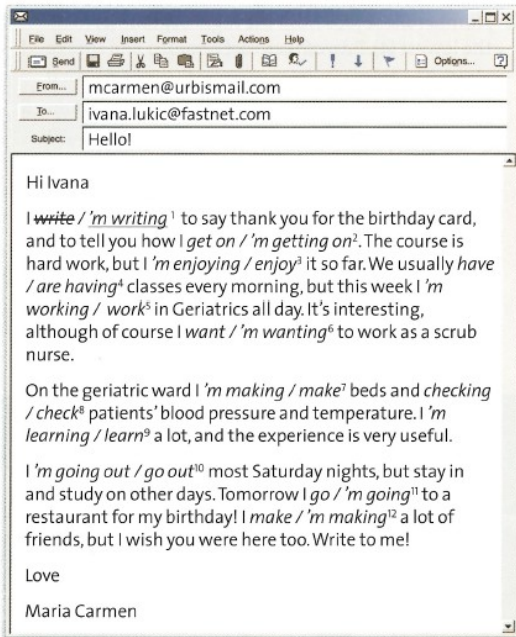 File Edit View Insert Format Tools Actions Help
Send Options...
From... mcarmen@urbismail.com
To... ivana.lukic@fastnet.com
Subject: Hello!
Hi Ivana
I write / 'm writing ¹ to say thank you for the birthday card,
and to tell you how I get on / 'm getting on². The course is
hard work, but I 'm enjoying / enjoy³ it so far. We usually have
/ are having⁴ classes every morning, but this week I 'm
working / work⁵ in Geriatrics all day. It's interesting,
although of course I want / 'm wanting⁶ to work as a scrub
nurse.
On the geriatric ward I 'm making / make⁷ beds and checking
/ check⁸ patients' blood pressure and temperature. I 'm
learning / learn⁹ a lot, and the experience is very useful.
I 'm going out / go out¹⁰ most Saturday nights, but stay in
and study on other days. Tomorrow I go / 'm going¹¹ to a
restaurant for my birthday! I make / 'm making¹² a lot of
friends, but I wish you were here too. Write to me!
Love
Maria Carmen